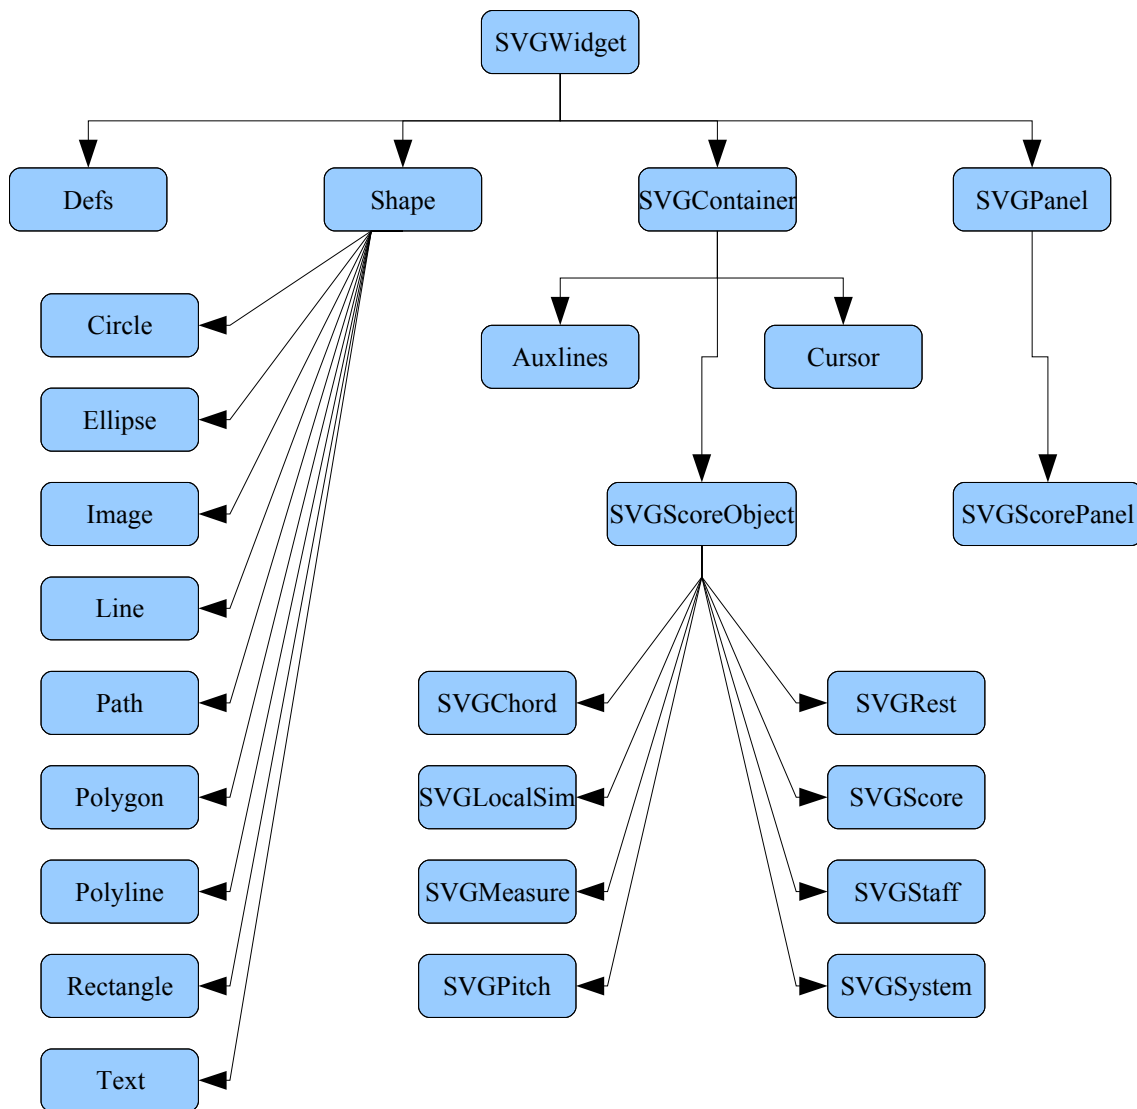 SVGWidget
Defs
Shape
SVGContainer
SVGPanel
Circle
Ellipse
Image
Line
Path
Polygon
Polyline
Rectangle
Text
Auxlines
Cursor
SVGScoreObject
SVGScorePanel
SVGChord
SVGLocalSim
SVGMeasure
SVGPitch
SVGRest
SVGScore
SVGStaff
SVGSystem